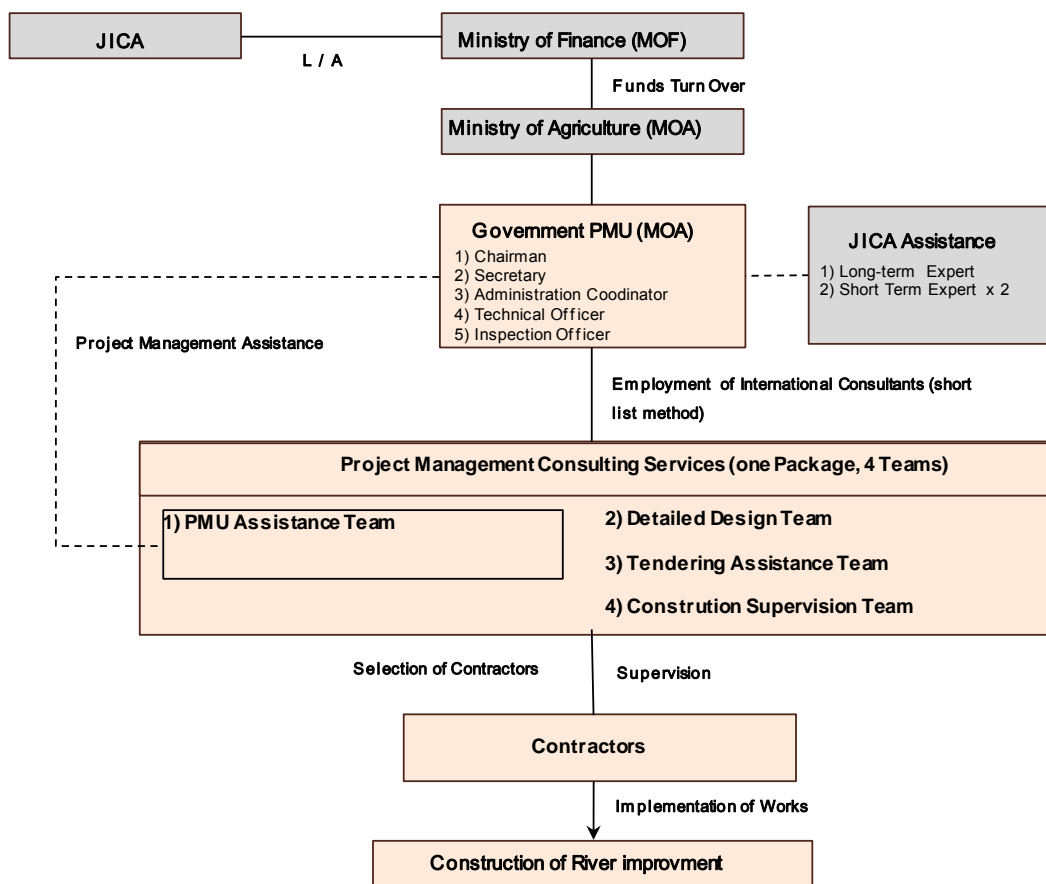 JICA
Ministry of Finance (MOF)
L / A
Funds Turn Over
Ministry of Agriculture (MOA)
Government PMU (MOA)
1) Chairman
2) Secretary
3) Administration Coodinator
4) Technical Officer
5) Inspection Officer
JICA Assistance
1) Long-term Expert
2) Short Term Expert x 2
Project Management Assistance
Employment of International Consultants (short
list method)
Project Management Consulting Services (one Package, 4 Teams)
1) PMU Assistance Team
2) Detailed Design Team
3) Tendering Assistance Team
4) Constrution Supervision Team
Selection of Contractors
Supervision
Contractors
Implementation of Works
Construction of River improvment